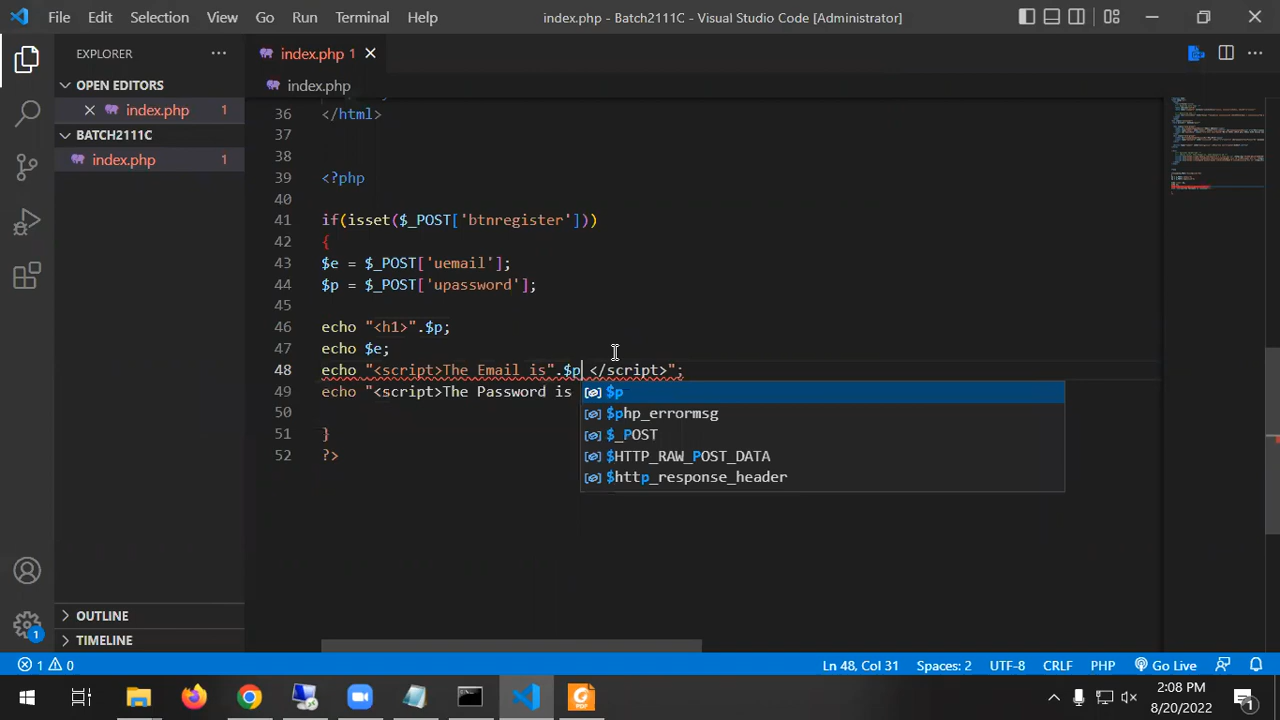 File Edit Selection View Go Run Terminal Help
index.php - Batch2111C - Visual Studio Code [Administrator]
EXPLORER
index.php 1
OPEN EDITORS
index.php 1
BATCH2111C
index.php 1
index.php
36 </html>
37
38
39 <?php
40
41 if(isset($_POST['btnregister']))
42 {
43 $e = $_POST['uemail'];
44 $p = $_POST['upassword'];
45
46 echo "<h1>".$p;
47 echo $e;
48 echo "<script>The Email is".$p </script>";
49 echo "<script>The Password is
50
51 }
52 ?>
$p
$php_errormsg
$_POST
$HTTP_RAW_POST_DATA
$http_response_header
OUTLINE
TIMELINE
1
1 0
Ln 48, Col 31
Spaces: 2
UTF-8
CRLF
PHP
Go Live
2:08 PM
8/20/2022
1